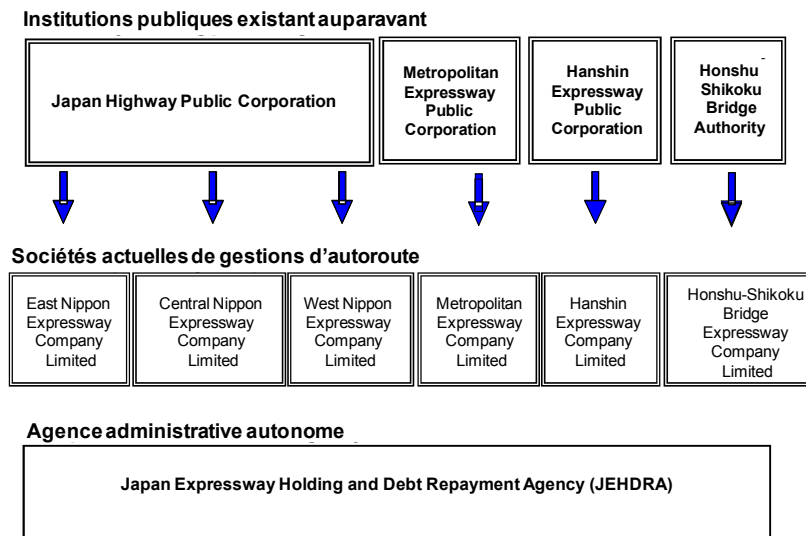 Institutions publiques existant auparavant
Japan Highway Public Corporation
Metropolitan
Expressway
Public
Corporation
Hanshin
Expressway
Public
Corporation
Honshu
Shikoku
Bridge
Authority
Sociétés actuelles de gestions d'autoroute
East Nippon
Expressway
Company
Limited
Central Nippon
Expressway
Company
Limited
West Nippon
Expressway
Company
Limited
Metropolitan
Expressway
Company
Limited
Hanshin
Expressway
Company
Limited
Honshu-Shikoku
Bridge
Expressway
Company
Limited
Agence administrative autonome
Japan Expressway Holding and Debt Repayment Agency (JEHDRA)